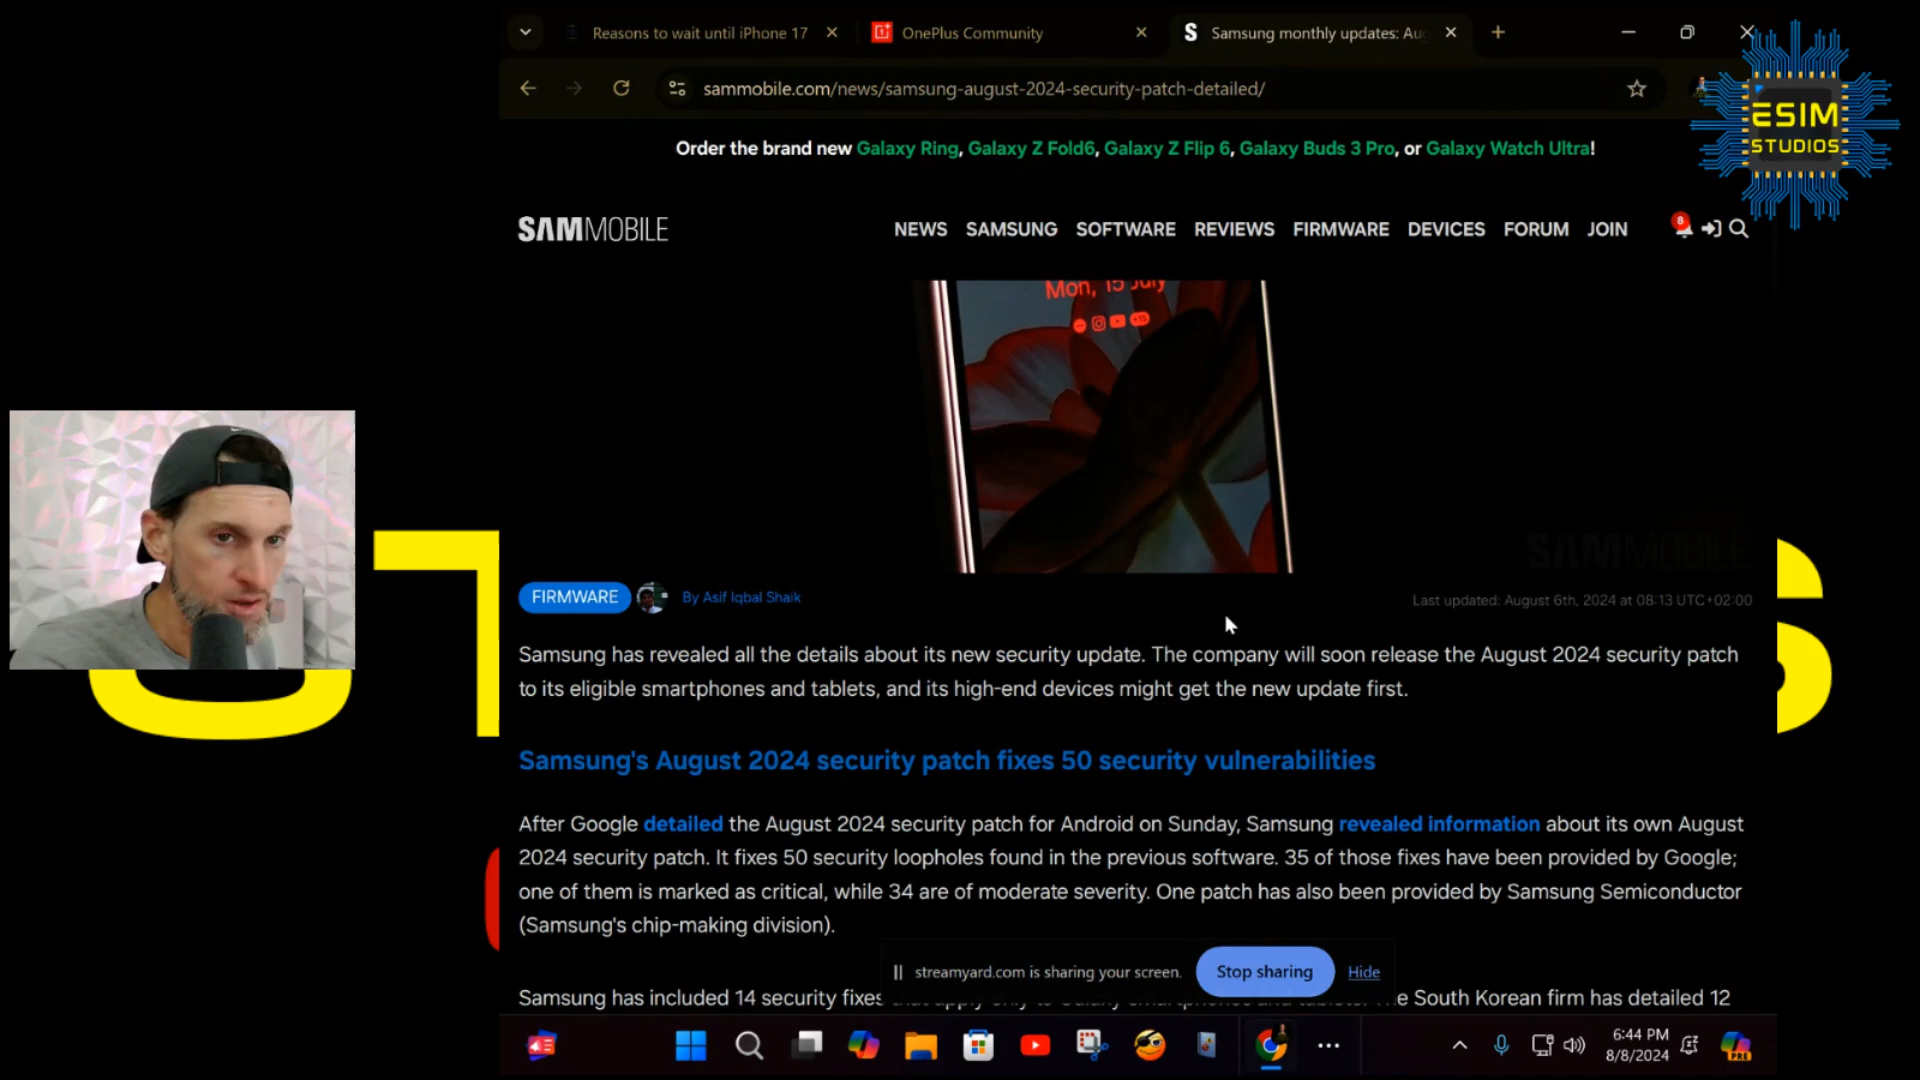 Reasons to wait until iPhone 17
OnePlus Community
Samsung monthly updates: Au
sammobile.com/news/samsung-august-2024-security-patch-detailed/
ESIM
STUDIOS
Order the brand new Galaxy Ring, Galaxy Z Fold6, Galaxy Z Flip 6, Galaxy Buds 3 Pro, or Galaxy Watch Ultra!
SAMMOBILE
NEWS SAMSUNG SOFTWARE REVIEWS FIRMWARE DEVICES FORUM JOIN
8
Mon, 15 July
+15
SAMMOBILE
FIRMWARE
By Asif Iqbal Shaik
Last updated: August 6th, 2024 at 08:13 UTC+02:00
Samsung has revealed all the details about its new security update. The company will soon release the August 2024 security patch
to its eligible smartphones and tablets, and its high-end devices might get the new update first.
Samsung's August 2024 security patch fixes 50 security vulnerabilities
After Google detailed the August 2024 security patch for Android on Sunday, Samsung revealed information about its own August
2024 security patch. It fixes 50 security loopholes found in the previous software. 35 of those fixes have been provided by Google;
one of them is marked as critical, while 34 are of moderate severity. One patch has also been provided by Samsung Semiconductor
(Samsung's chip-making division).
streamyard.com is sharing your screen.
Stop sharing
Hide
Samsung has included 14 security fixes that apply only to Galaxy smartphones and tablets. The South Korean firm has detailed 12
6:44 PM
8/8/2024
PRE